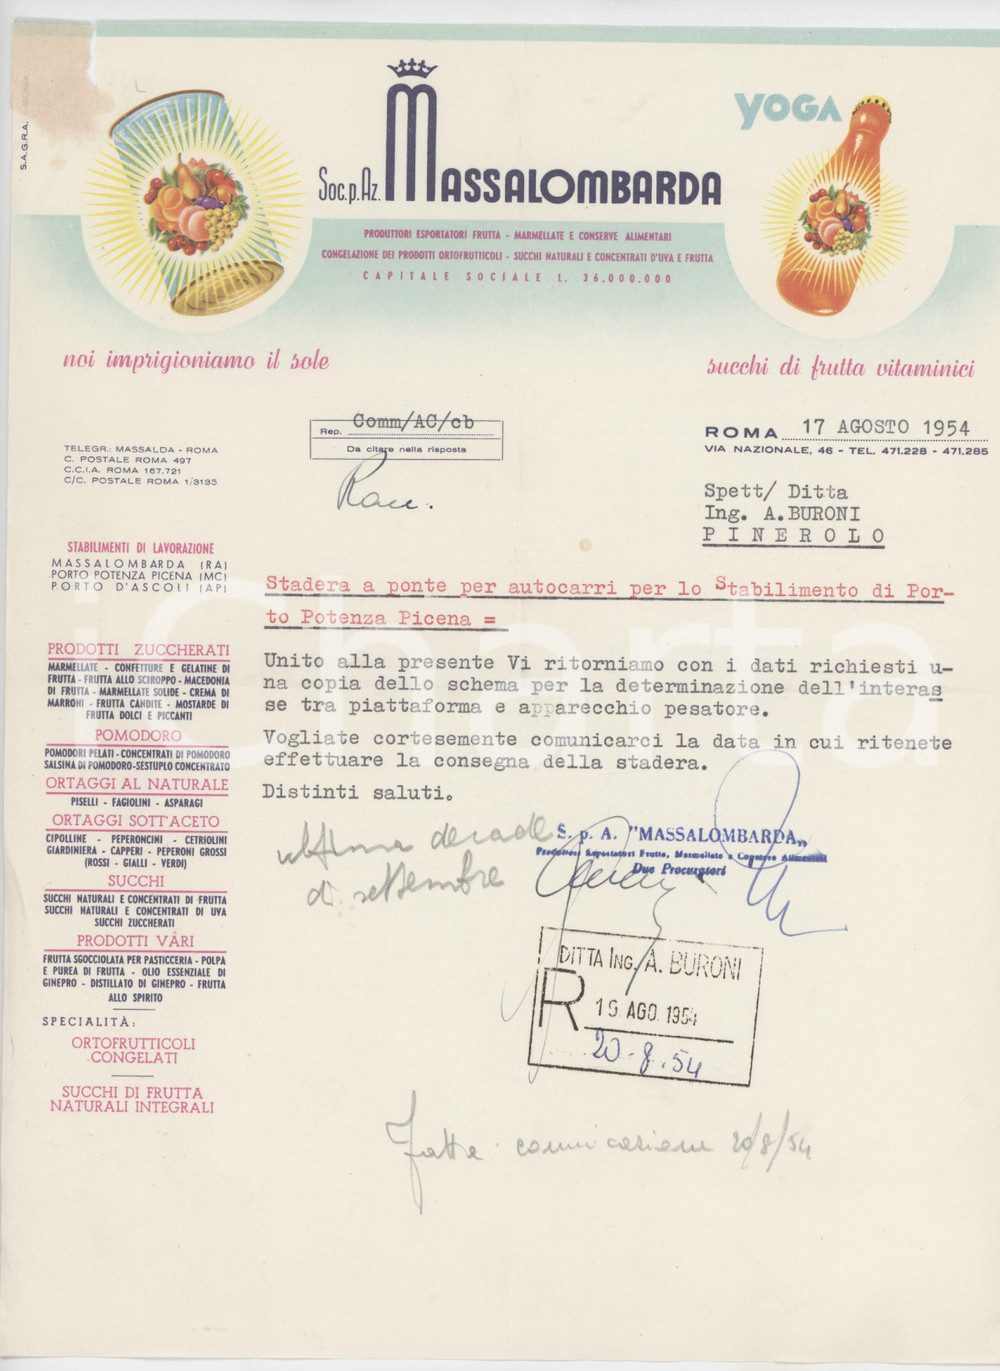 S.A.G.R.A. ROMA
Soc.p.Az. MASSALOMBARDA
YOGA
PRODUTTORI ESPORTATORI FRUTTA - MARMELLATE E CONSERVE ALIMENTARI
CONGELAZIONE DEI PRODOTTI ORTOFRUTTICOLI - SUCCHI NATURALI E CONCENTRATI D'UVA E FRUTTA
CAPITALE SOCIALE L. 36.000.000
noi imprigioniamo il sole
succhi di frutta vitaminici
TELEGR.: MASSALDA - ROMA
C. POSTALE ROMA 497
C.C.I.A. ROMA 167.721
C/C. POSTALE ROMA 1/3135
Rep. Comm/AC/cb
Da citare nella risposta
ROMA 17 AGOSTO 1954
VIA NAZIONALE, 46 - TEL. 471.228 - 471.285
Spett/ Ditta
Ing. A.BURONI
PINEROLO
STABILIMENTI DI LAVORAZIONE
MASSALOMBARDA (RA)
PORTO POTENZA PICENA (MC)
PORTO D'ASCOLI (AP)
Stadera a ponte per autocarri per lo Stabilimento di Por-
to Potenza Picena =
Unito alla presente Vi ritorniamo con i dati richiesti u-
na copia dello schema per la determinazione dell'interas
se tra piattaforma e apparecchio pesatore.
Vogliate cortesemente comunicarci la data in cui ritenete
effettuare la consegna della stadera.
Distinti saluti.
PRODOTTI ZUCCHERATI
MARMELLATE - CONFETTURE E GELATINE DI
FRUTTA - FRUTTA ALLO SCIROPPO - MACEDONIA
DI FRUTTA - MARMELLATE SOLIDE - CREMA DI
MARRONI - FRUTTA CANDITE - MOSTARDE DI
FRUTTA DOLCI E PICCANTI
POMODORO
POMODORI PELATI - CONCENTRATI DI POMODORO
SALSINA DI POMODORO - SESTUPLO CONCENTRATO
ORTAGGI AL NATURALE
PISELLI - FAGIOLINI - ASPARAGI
ORTAGGI SOTT'ACETO
CIPOLLINE - PEPERONCINI - CETRIOLINI
GIARDINIERA - CAPPERI - PEPERONI GROSSI
(ROSSI - GIALLI - VERDI)
SUCCHI
SUCCHI NATURALI E CONCENTRATI DI FRUTTA
SUCCHI NATURALI E CONCENTRATI DI UVA
SUCCHI ZUCCHERATI
PRODOTTI VARI
FRUTTA SGOCCIOLATA PER PASTICCERIA - POLPA
E PUREA DI FRUTTA - OLIO ESSENZIALE DI
GINEPRO - DISTILLATO DI GINEPRO - FRUTTA
ALLO SPIRITO
SPECIALITÀ:
ORTOFRUTTICOLI
CONGELATI
SUCCHI DI FRUTTA
NATURALI INTEGRALI
S. p. A. "MASSALOMBARDA"
Produttori Esportatori Frutta, Marmellate e Conserve Alimentari
Due Procuratori
ultima decade
di settembre
DITTA ING. A. BURONI
R 19 AGO. 1954
20-8.54
Fatta comunicazione 20/8/54